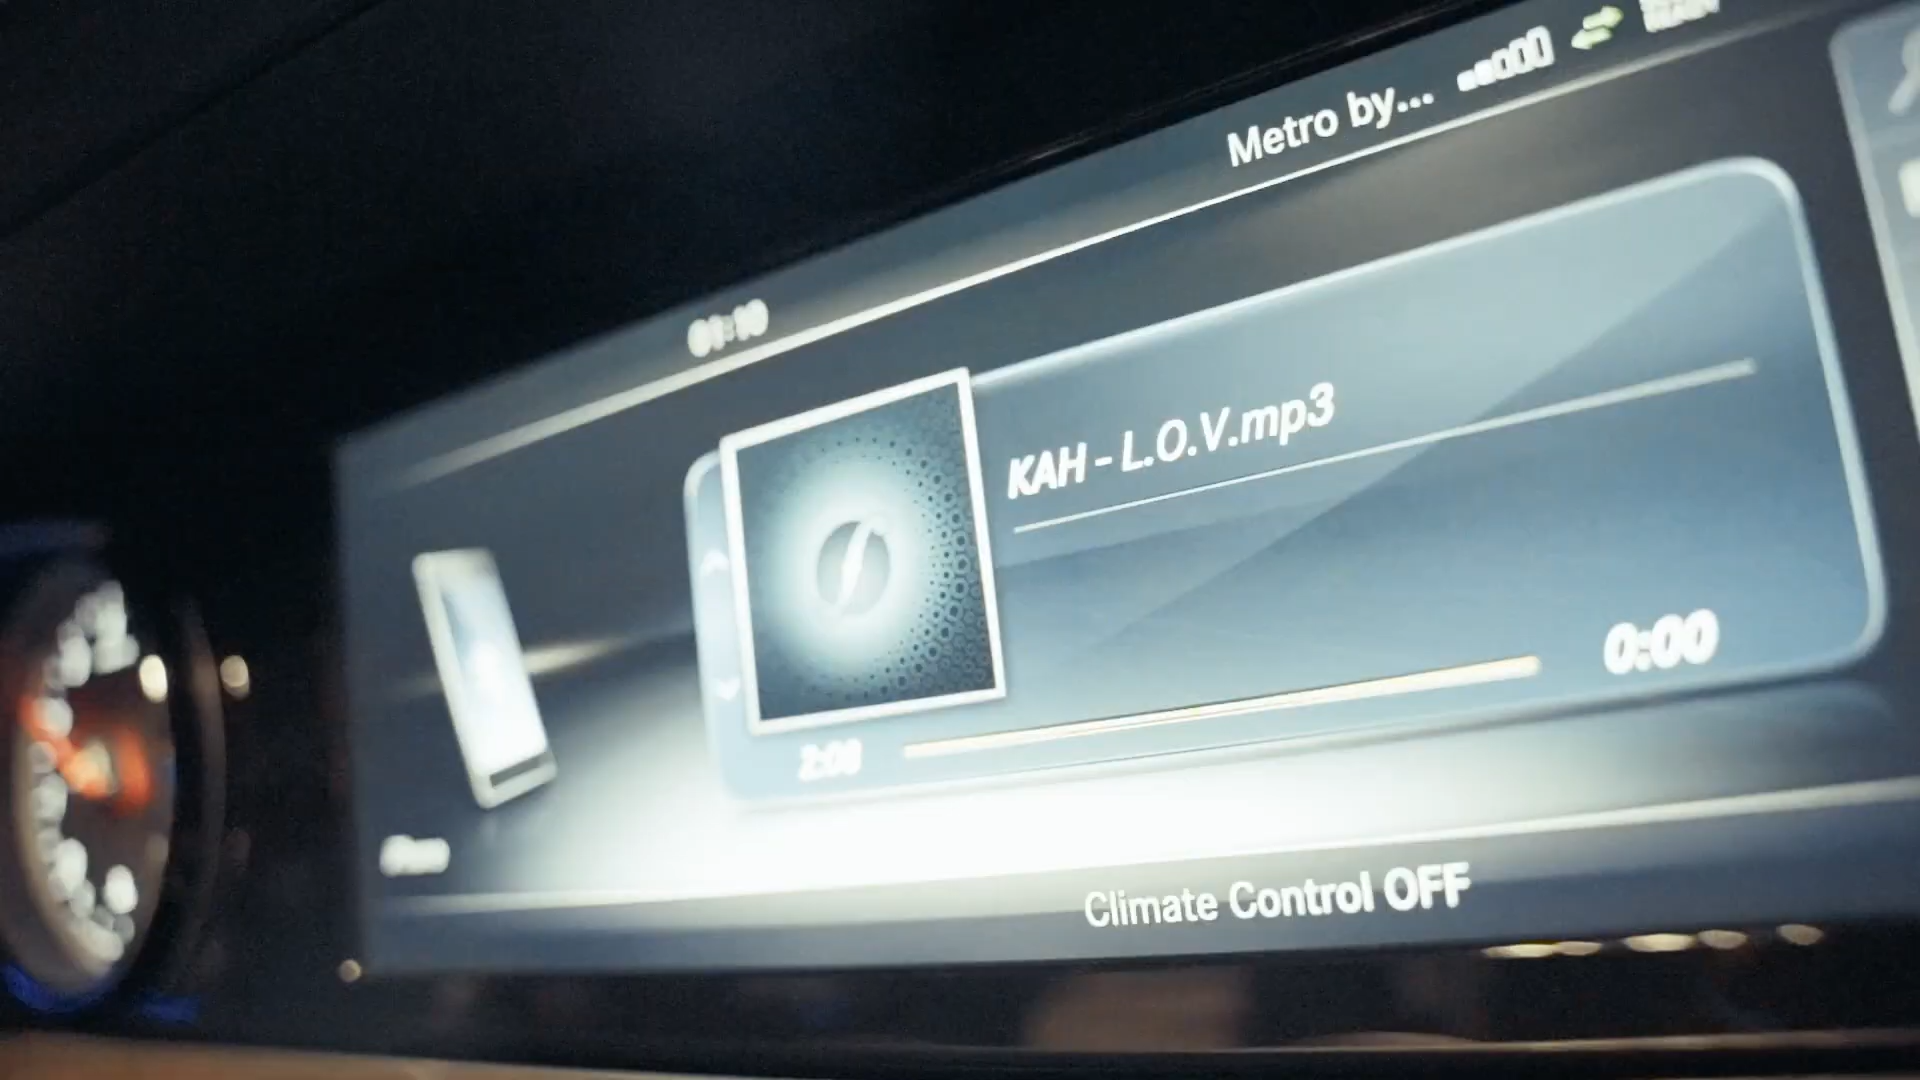 Metro by...
01:10
KAH - L.O.V.mp3
0:00
2:08
Climate Control OFF